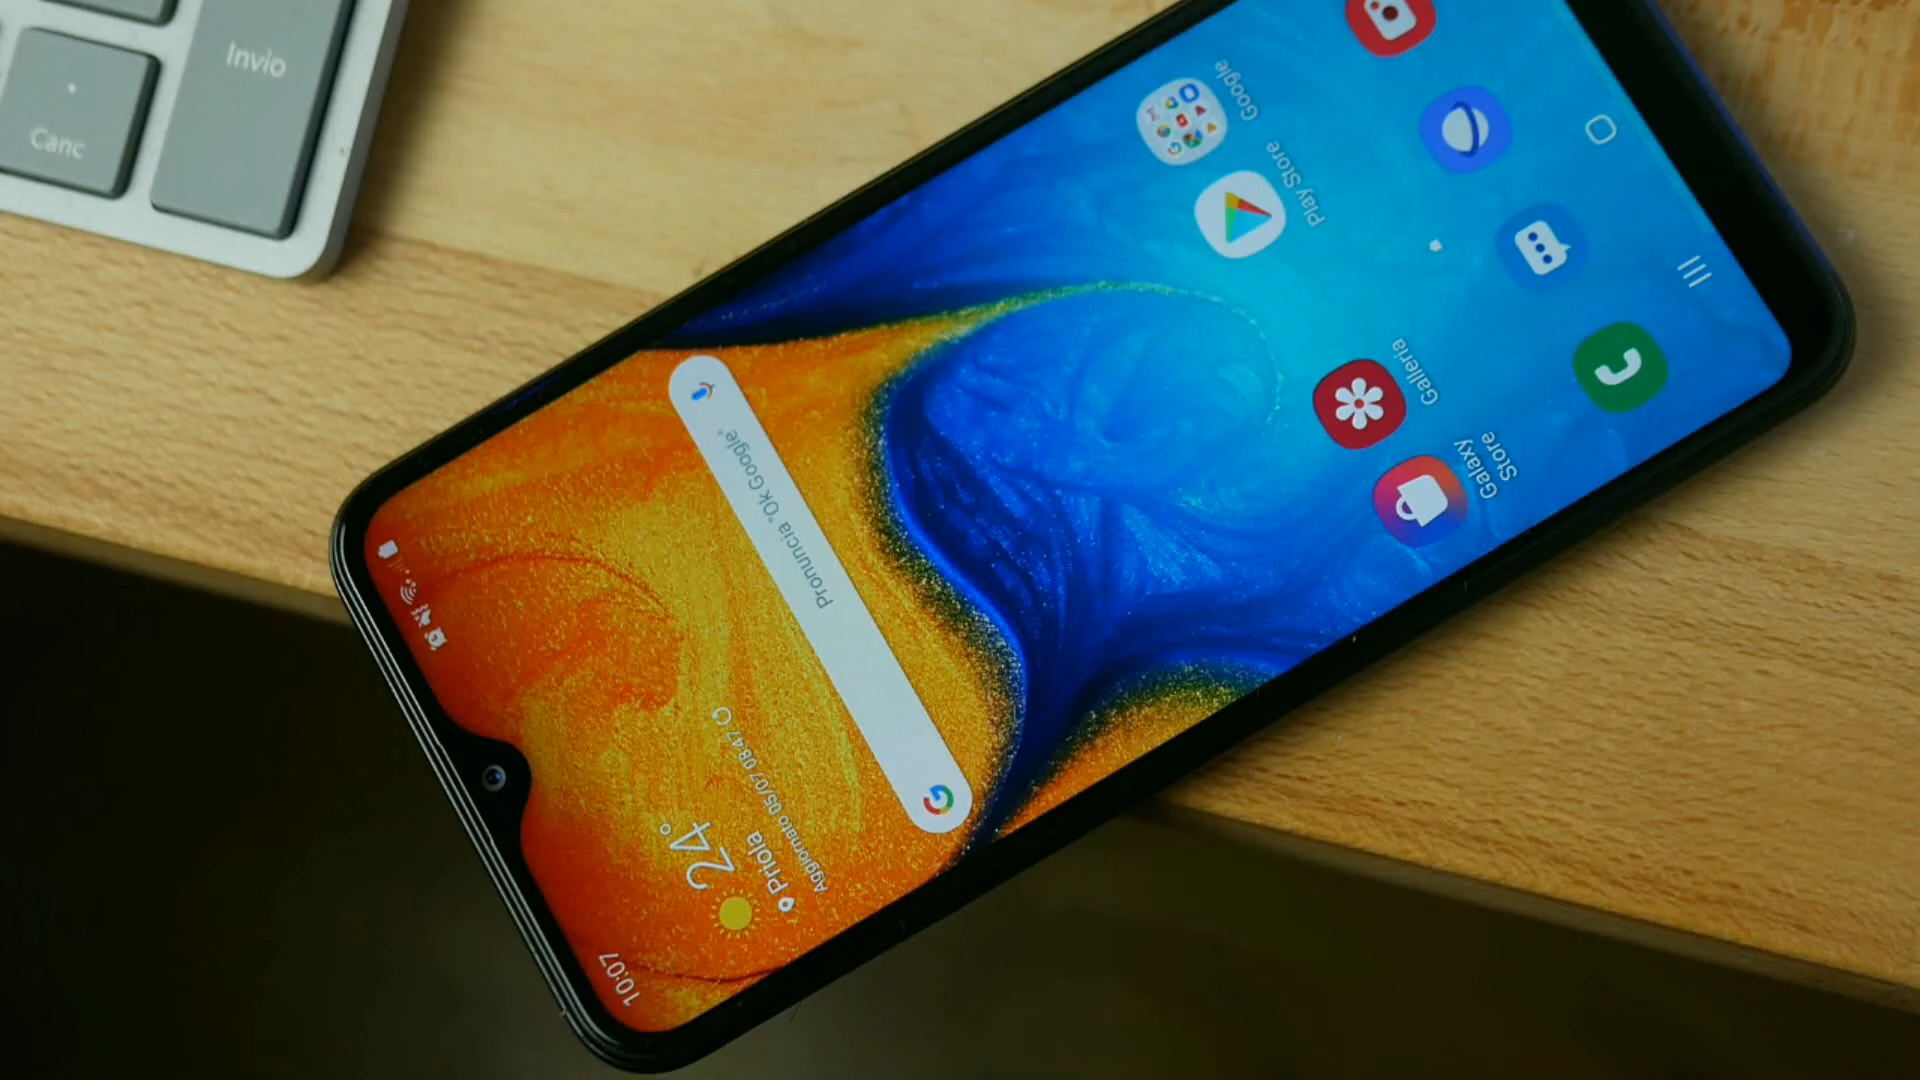 Invio
Canc
10:07
24°
Priola
Aggiornato 05/07 08:47
Pronuncia "Ok Google"
Galaxy
Store
Galleria
Play Store
Google